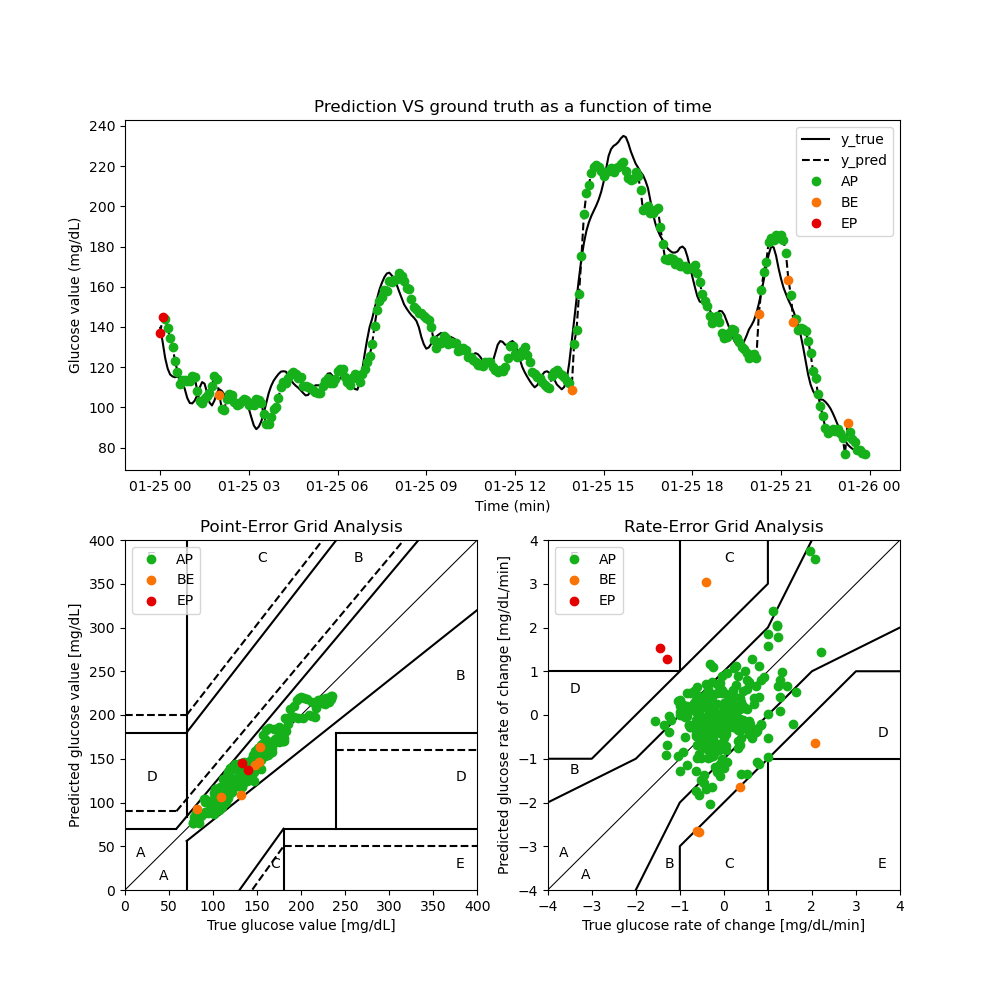 Prediction VS ground truth as a function of time
Glucose value (mg/dL)
240
220
200
180
160
140
120
100
80
y_true
y_pred
AP
BE
EP
01-25 00 01-25 03 01-25 06 01-25 09 01-25 12 01-25 15 01-25 18 01-25 21 01-26 00
Time (min)
Point-Error Grid Analysis
Predicted glucose value [mg/dL]
400
350
300
250
200
150
100
50
0
AP
BE
EP
C
B
B
D
D
A
A
C
E
0 50 100 150 200 250 300 350 400
True glucose value [mg/dL]
Rate-Error Grid Analysis
Predicted glucose rate of change [mg/dL/min]
4
3
2
1
0
−1
−2
−3
−4
AP
BE
EP
C
D
D
B
A
A
B
C
E
−4 −3 −2 −1 0 1 2 3 4
True glucose rate of change [mg/dL/min]